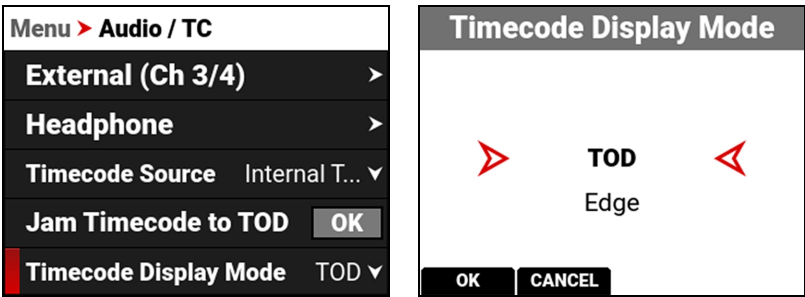 Menu > Audio / TC
External (Ch 3/4)
Headphone
Timecode Source Internal T...
Jam Timecode to TOD OK
Timecode Display Mode TOD
Timecode Display Mode
TOD
Edge
OK CANCEL